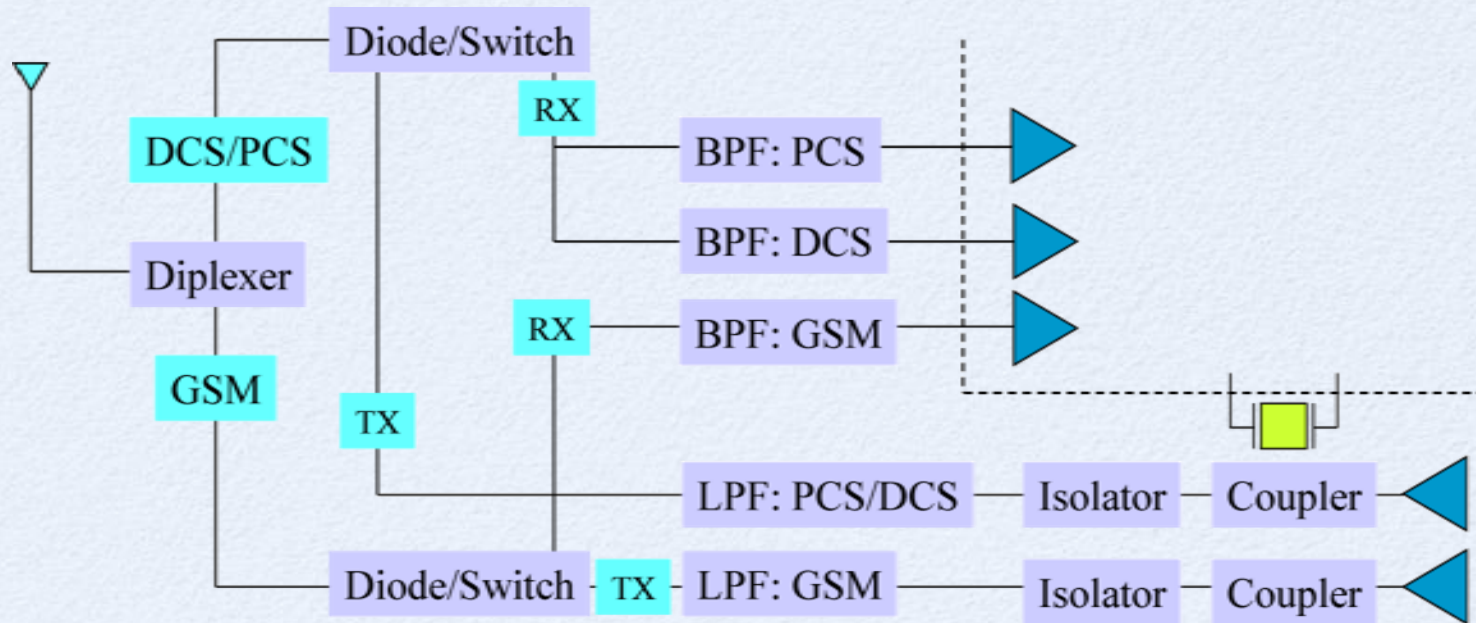 Diode/Switch
RX
DCS/PCS
BPF: PCS
BPF: DCS
Diplexer
RX
BPF: GSM
GSM
TX
LPF: PCS/DCS
Isolator
Coupler
Diode/Switch
TX
LPF: GSM
Isolator
Coupler